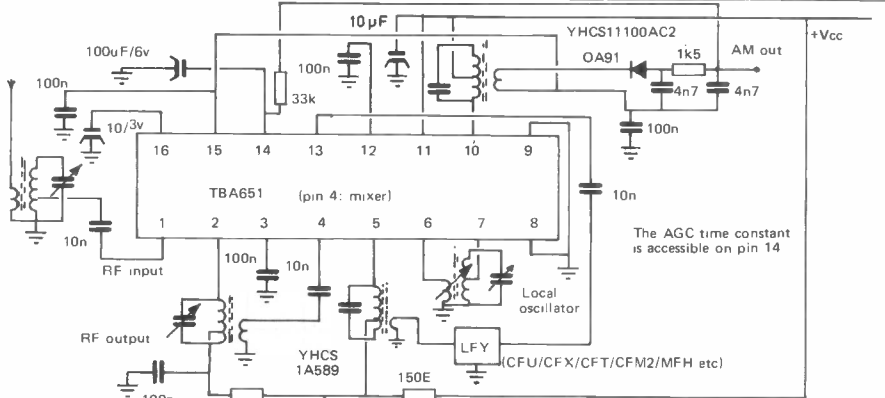 10µF
YHCS11100AC2
+Vcc
100uF/6v
OA91
1k5
AM out
100n
33k
4n7
4n7
100n
10/3v
100n
16 15 14 13 12 11 10 9
TBA651 (pin 4: mixer)
10n
1 2 3 4 5 6 7 8
The AGC time constant
is accessible on pin 14
10n
RF input
100n
10n
Local
oscillator
RF output
YHCS
1A589
LFY
(CFU/CFX/CFT/CFM2/MFH etc)
150E